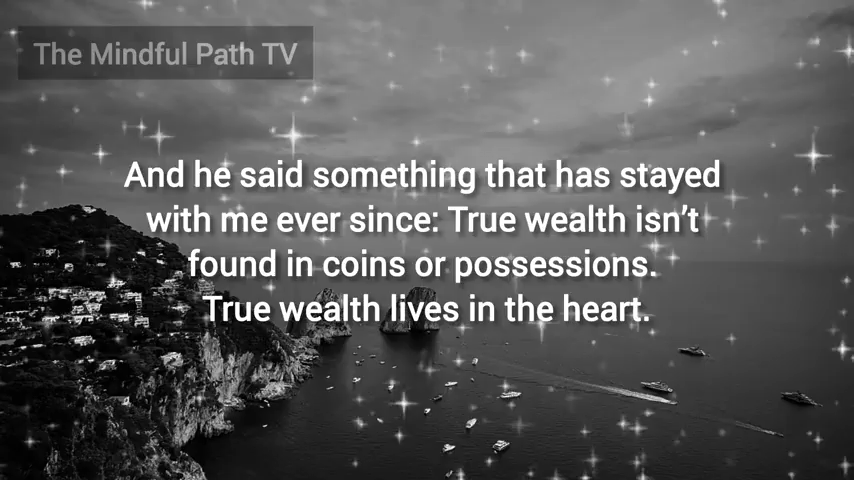 The Mindful Path TV
And he said something that has stayed
with me ever since: True wealth isn’t
found in coins or possessions.
True wealth lives in the heart.